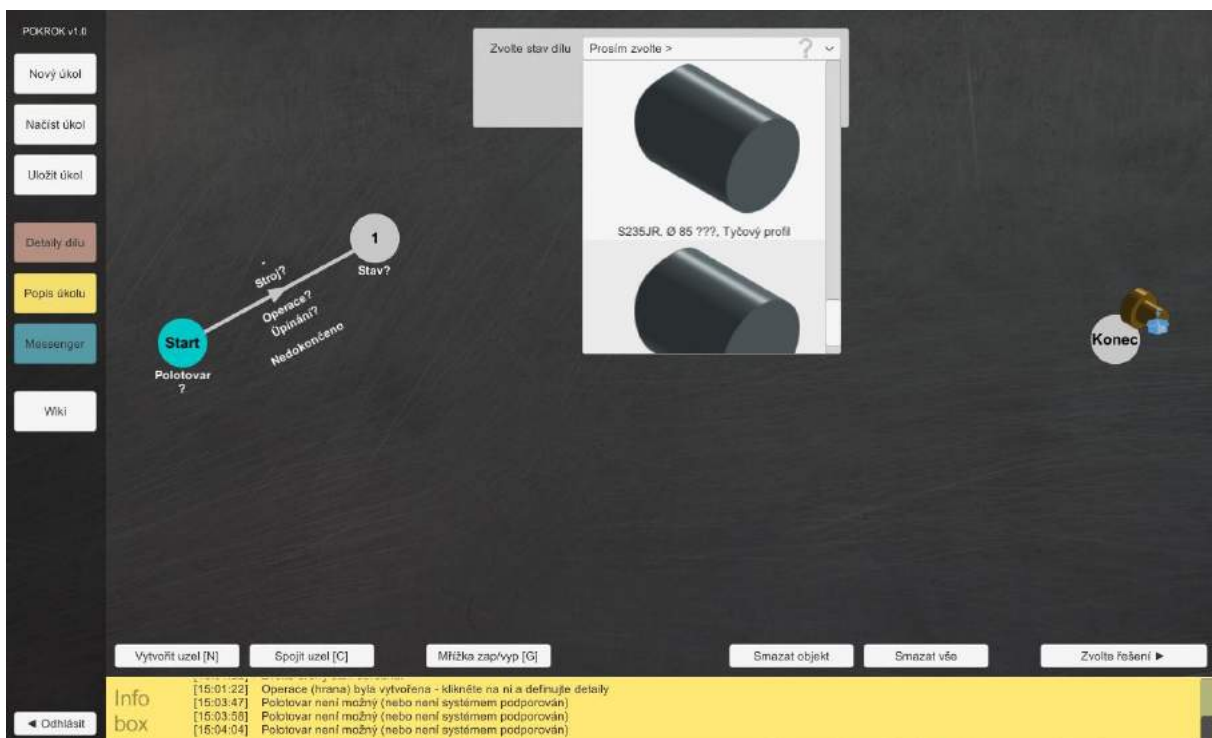 POKROK v1.0
Nový úkol
Načíst úkol
Uložit úkol
Detaily dílu
Popis úkolu
Messenger
Wiki
◄ Odhlásit
Zvolte stav dílu
Prosím zvolte >
?
S235JR, Ø 85 ???, Tyčový profil
1
Stav?
Stroj?
Operace?
Upínání?
Nedokončeno
Start
Polotovar
?
Konec
Vytvořit uzel [N]
Spojit uzel [C]
Mřížka zap/vyp [G]
Smazat objekt
Smazat vše
Zvolte řešení ►
Info
box
[15:01:22] Operace (hrana) byla vytvořena - klikněte na ni a definujte detaily
[15:03:47] Polotovar není možný (nebo není systémem podporován)
[15:03:58] Polotovar není možný (nebo není systémem podporován)
[15:04:04] Polotovar není možný (nebo není systémem podporován)